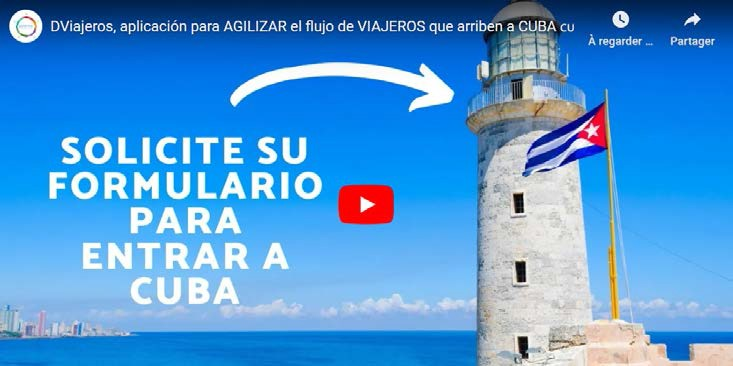 DViajeros, aplicación para AGILIZAR el flujo de VIAJEROS que arriben a CUBA cu
À regarder ...
Partager
SOLICITE SU
FORMULARIO
PARA
ENTRAR A
CUBA